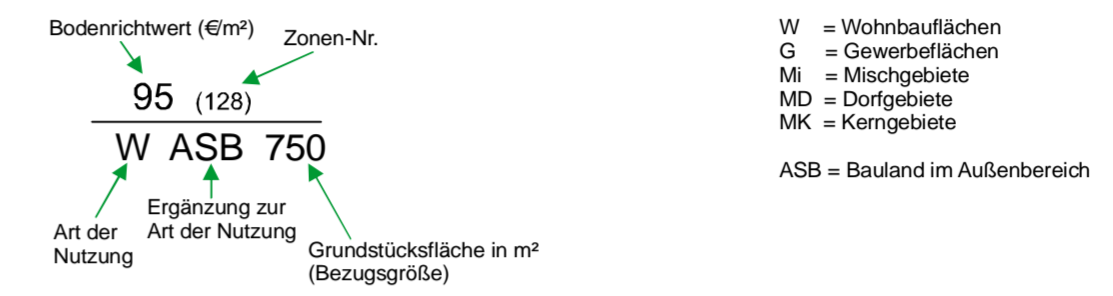 Bodenrichtwert (€/m²)
Zonen-Nr.
95 (128)
W ASB 750
Art der
Nutzung
Ergänzung zur
Art der Nutzung
Grundstücksfläche in m²
(Bezugsgröße)
W = Wohnbauflächen
G = Gewerbeflächen
Mi = Mischgebiete
MD = Dorfgebiete
MK = Kerngebiete
ASB = Bauland im Außenbereich